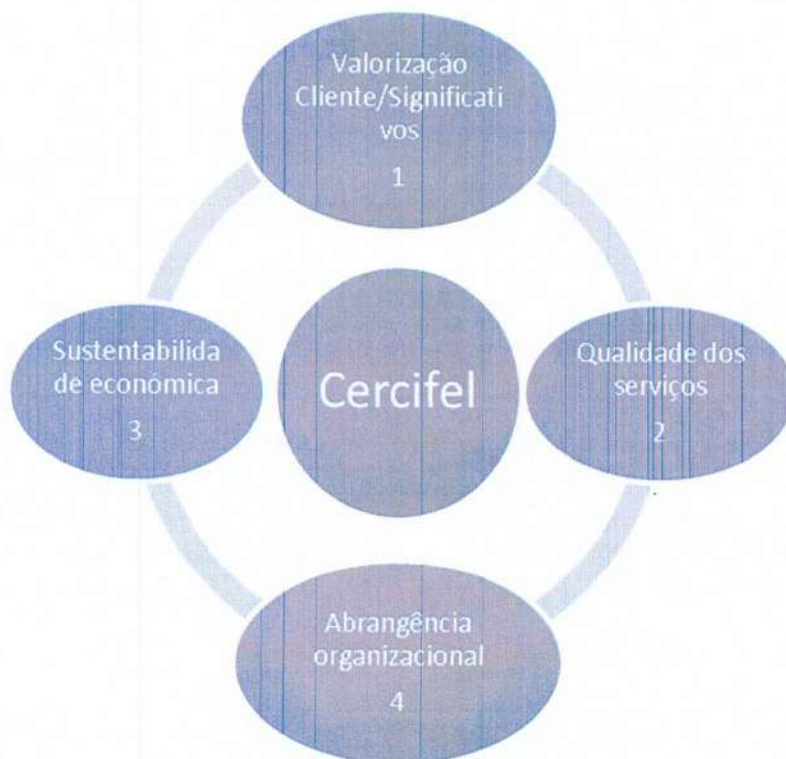 Valorização
Cliente/Significati
vos
1
Sustentabilida
de económica
3
Cercifel
Qualidade dos
serviços
2
Abrangência
organizacional
4